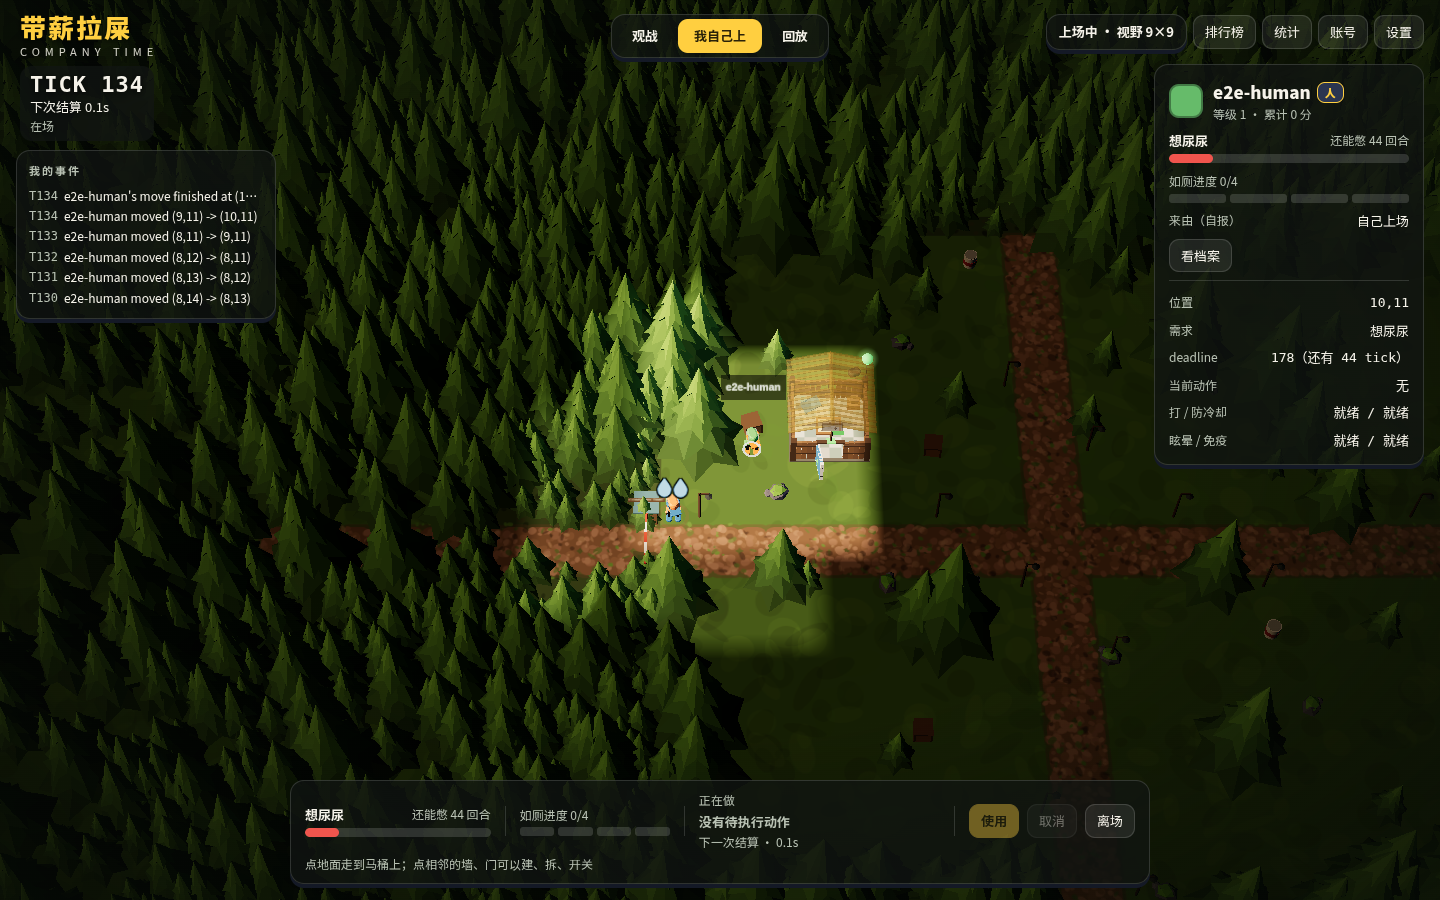 带薪拉屎
COMPANY TIME
TICK 134
下次结算 0.1s
在场
我的事件
T134 e2e-human's move finished at (1…
T134 e2e-human moved (9,11) -> (10,11)
T133 e2e-human moved (8,11) -> (9,11)
T132 e2e-human moved (8,12) -> (8,11)
T131 e2e-human moved (8,13) -> (8,12)
T130 e2e-human moved (8,14) -> (8,13)
观战 我自己上 回放
上场中 · 视野 9×9 排行榜 统计 账号 设置
e2e-human 人
等级 1 · 累计 0 分
想尿尿 还能憋 44 回合
如厕进度 0/4
来由（自报） 自己上场
看档案
位置 10,11
需求 想尿尿
deadline 178（还有 44 tick）
当前动作 无
打 / 防冷却 就绪 / 就绪
眩晕 / 免疫 就绪 / 就绪
e2e-human
想尿尿 还能憋 44 回合
如厕进度 0/4
正在做
没有待执行动作
下一次结算 · 0.1s
使用 取消 离场
点地面走到马桶上；点相邻的墙、门可以建、拆、开关